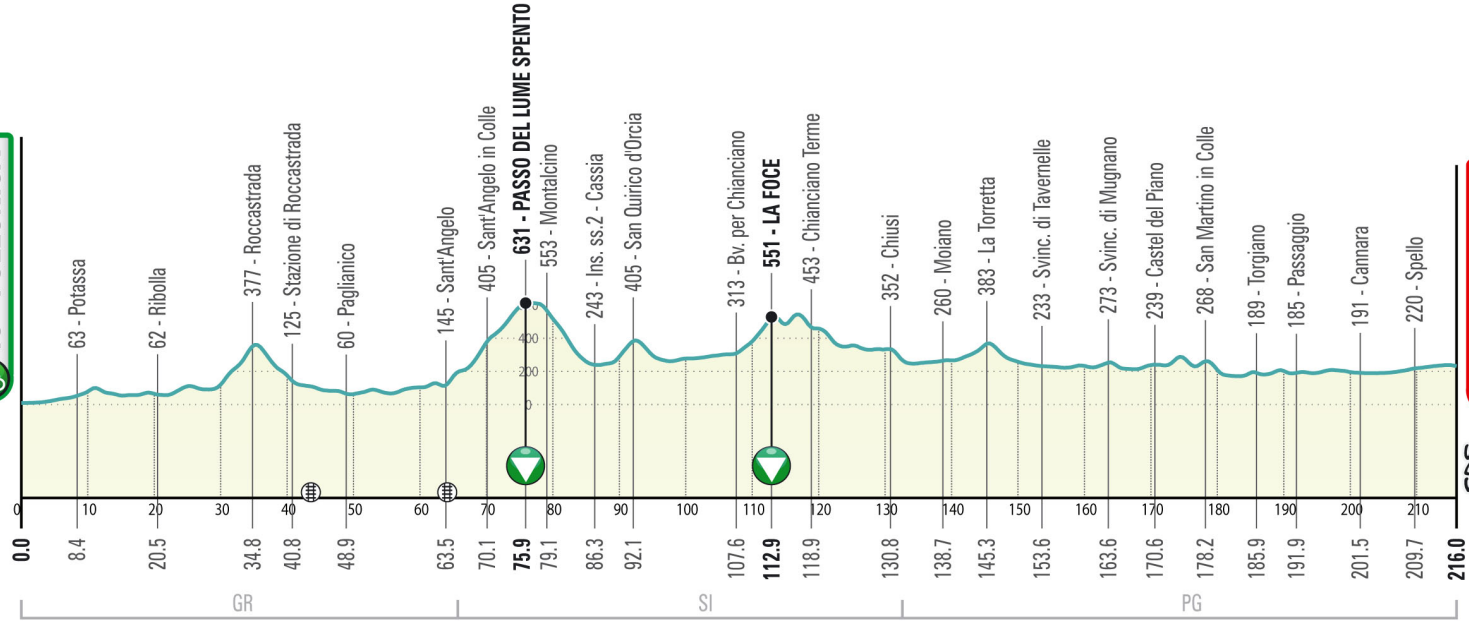 63 - Potassa
62 - Ribolla
377 - Roccastrada
125 - Stazione di Roccastrada
60 - Paglianico
145 - Sant'Angelo
405 - Sant'Angelo in Colle
631 - PASSO DEL LUME SPENTO
553 - Montalcino
243 - Ins. ss.2 - Cassia
405 - San Quirico d'Orcia
313 - Bv. per Chianciano
551 - LA FOCE
453 - Chianciano Terme
352 - Chiusi
260 - Moiano
383 - La Torretta
233 - Svinc. di Tavernelle
273 - Svinc. di Mugnano
239 - Castel del Piano
268 - San Martino in Colle
189 - Torgiano
185 - Passaggio
191 - Cannara
220 - Spello
400
200
0
0 10 20 30 40 50 60 70 80 90 100 110 120 130 140 150 160 170 180 190 200 210
0.0 8.4 20.5 34.8 40.8 48.9 63.5 70.1 75.9 79.1 86.3 92.1 107.6 112.9 118.9 130.8 138.7 145.3 153.6 163.6 170.6 178.2 185.9 191.9 201.5 209.7 216.0
GR SI PG